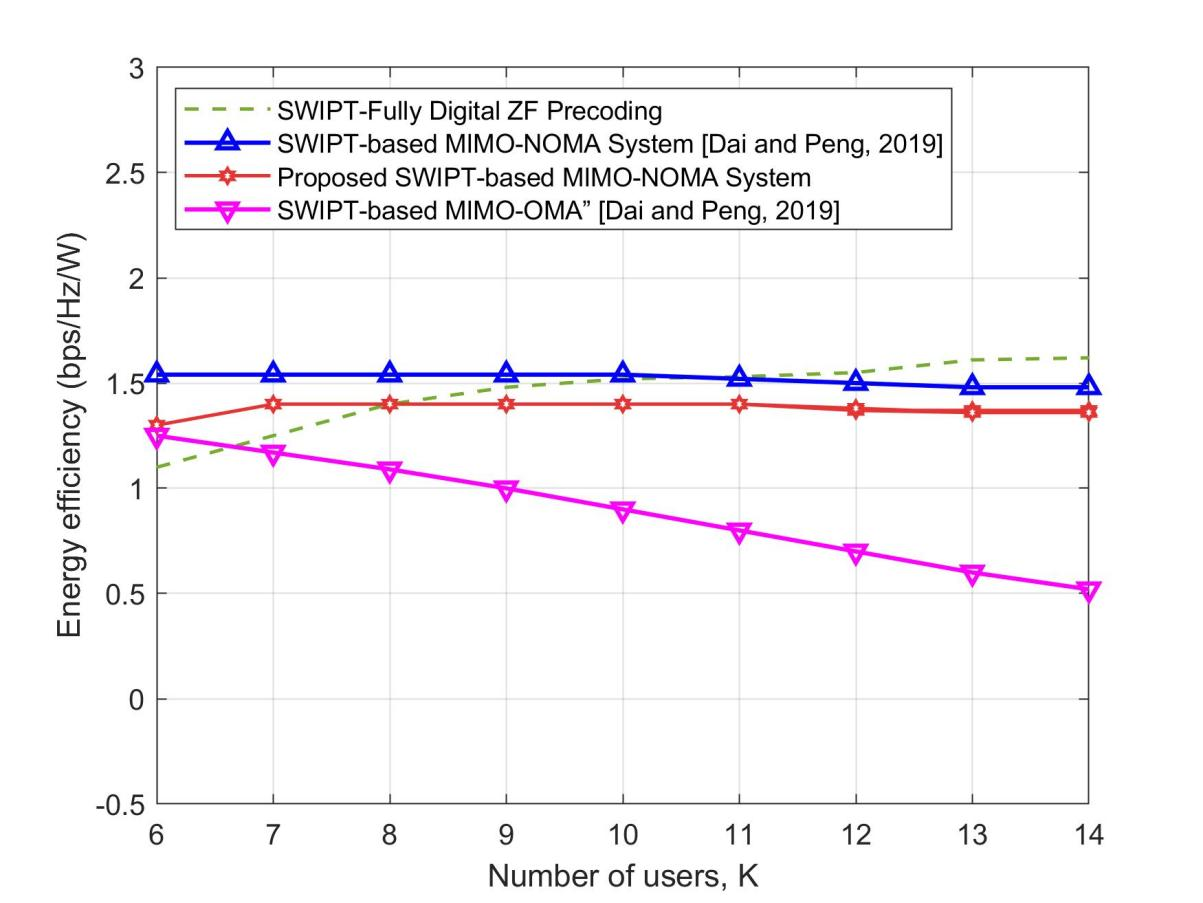 SWIPT-Fully Digital ZF Precoding
SWIPT-based MIMO-NOMA System [Dai and Peng, 2019]
Proposed SWIPT-based MIMO-NOMA System
SWIPT-based MIMO-OMA” [Dai and Peng, 2019]
Energy efficiency (bps/Hz/W)
3
2.5
2
1.5
1
0.5
0
-0.5
6 7 8 9 10 11 12 13 14
Number of users, K